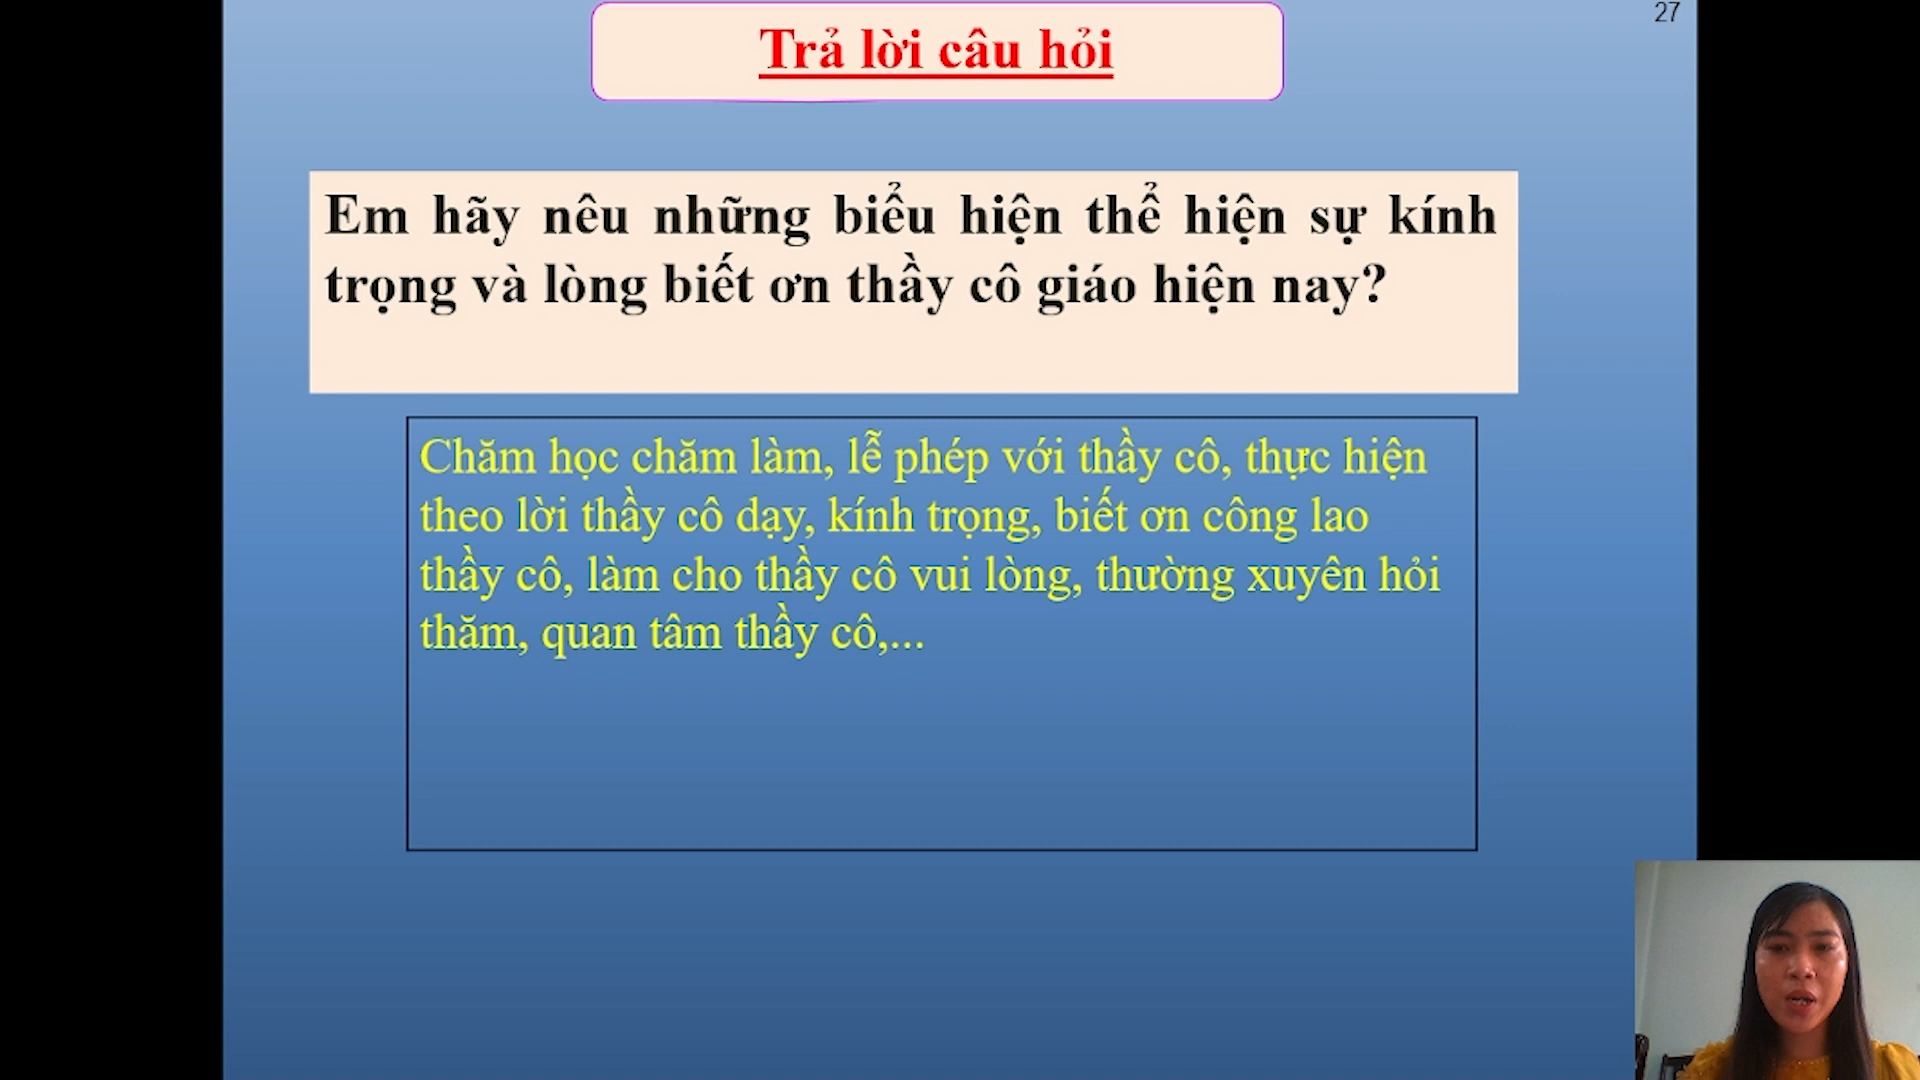 27
Trả lời câu hỏi
Em hãy nêu những biểu hiện thể hiện sự kính
trọng và lòng biết ơn thầy cô giáo hiện nay?
Chăm học chăm làm, lễ phép với thầy cô, thực hiện
theo lời thầy cô dạy, kính trọng, biết ơn công lao
thầy cô, làm cho thầy cô vui lòng, thường xuyên hỏi
thăm, quan tâm thầy cô,...